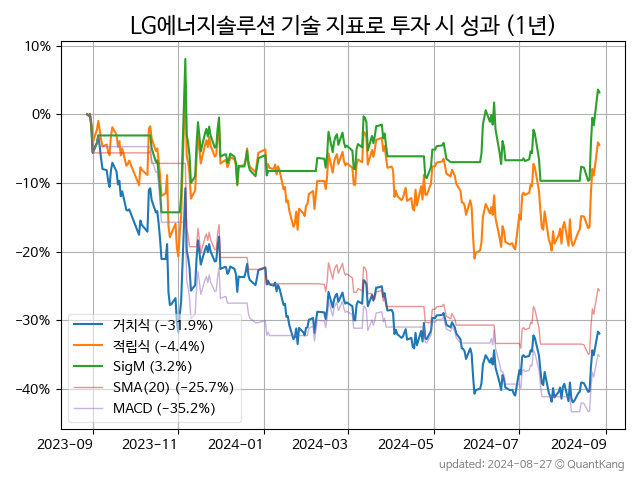 LG에너지솔루션 기술 지표로 투자 시 성과 (1년)
10%
0%
−10%
−20%
−30%
−40%
거치식 (−31.9%)
적립식 (−4.4%)
SigM (3.2%)
SMA(20) (−25.7%)
MACD (−35.2%)
2023-09 2023-11 2024-01 2024-03 2024-05 2024-07 2024-09
updated: 2024-08-27 ⓒ QuantKang